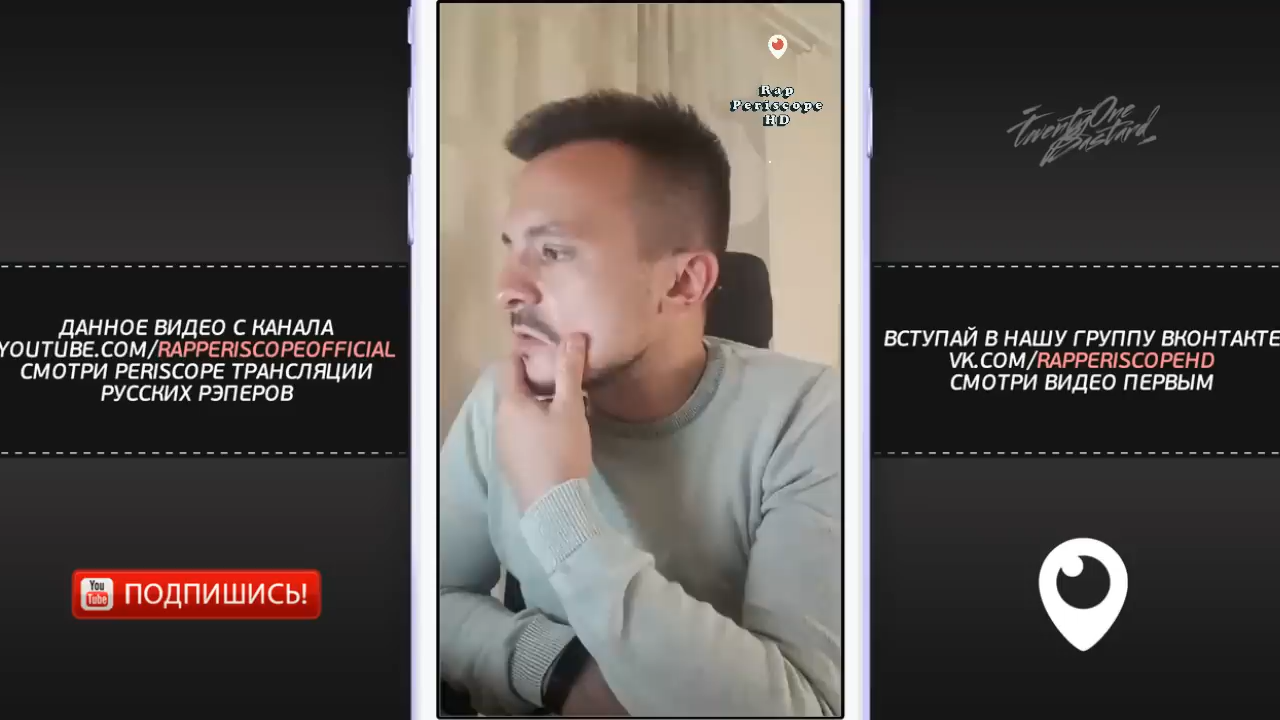 Rap
Periscope
HD
TwentyOne
Bastard
ДАННОЕ ВИДЕО С КАНАЛА
YOUTUBE.COM/RAPPERISCOPEOFFICIAL
СМОТРИ PERISCOPE ТРАНСЛЯЦИИ
РУССКИХ РЭПЕРОВ
ВСТУПАЙ В НАШУ ГРУППУ ВКОНТАКТЕ
VK.COM/RAPPERISCOPEHD
СМОТРИ ВИДЕО ПЕРВЫМ
You
Tube
ПОДПИШИСЬ!